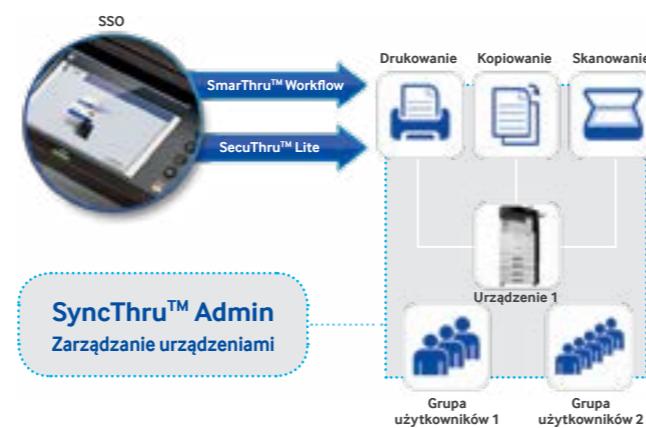 SSO
Drukowanie
Kopiowanie
Skanowanie
SmarThru™ Workflow
SecuThru™ Lite
Urządzenie 1
SyncThru™ Admin
Zarządzanie urządzeniami
Grupa
użytkowników 1
Grupa
użytkowników 2